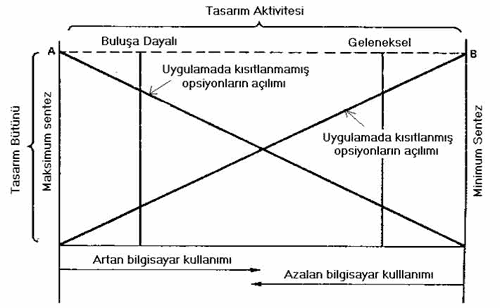 Tasarım Aktivitesi
A
Buluşa Dayalı
Geleneksel
B
Uygulamada kısıtlanmamış
opsiyonların açılımı
Uygulamada kısıtlanmış
opsiyonların açılımı
Tasarım Bütünü
Maksimum sentez
Minimum Sentez
Artan bilgisayar kullanımı
Azalan bilgisayar kulllanımı